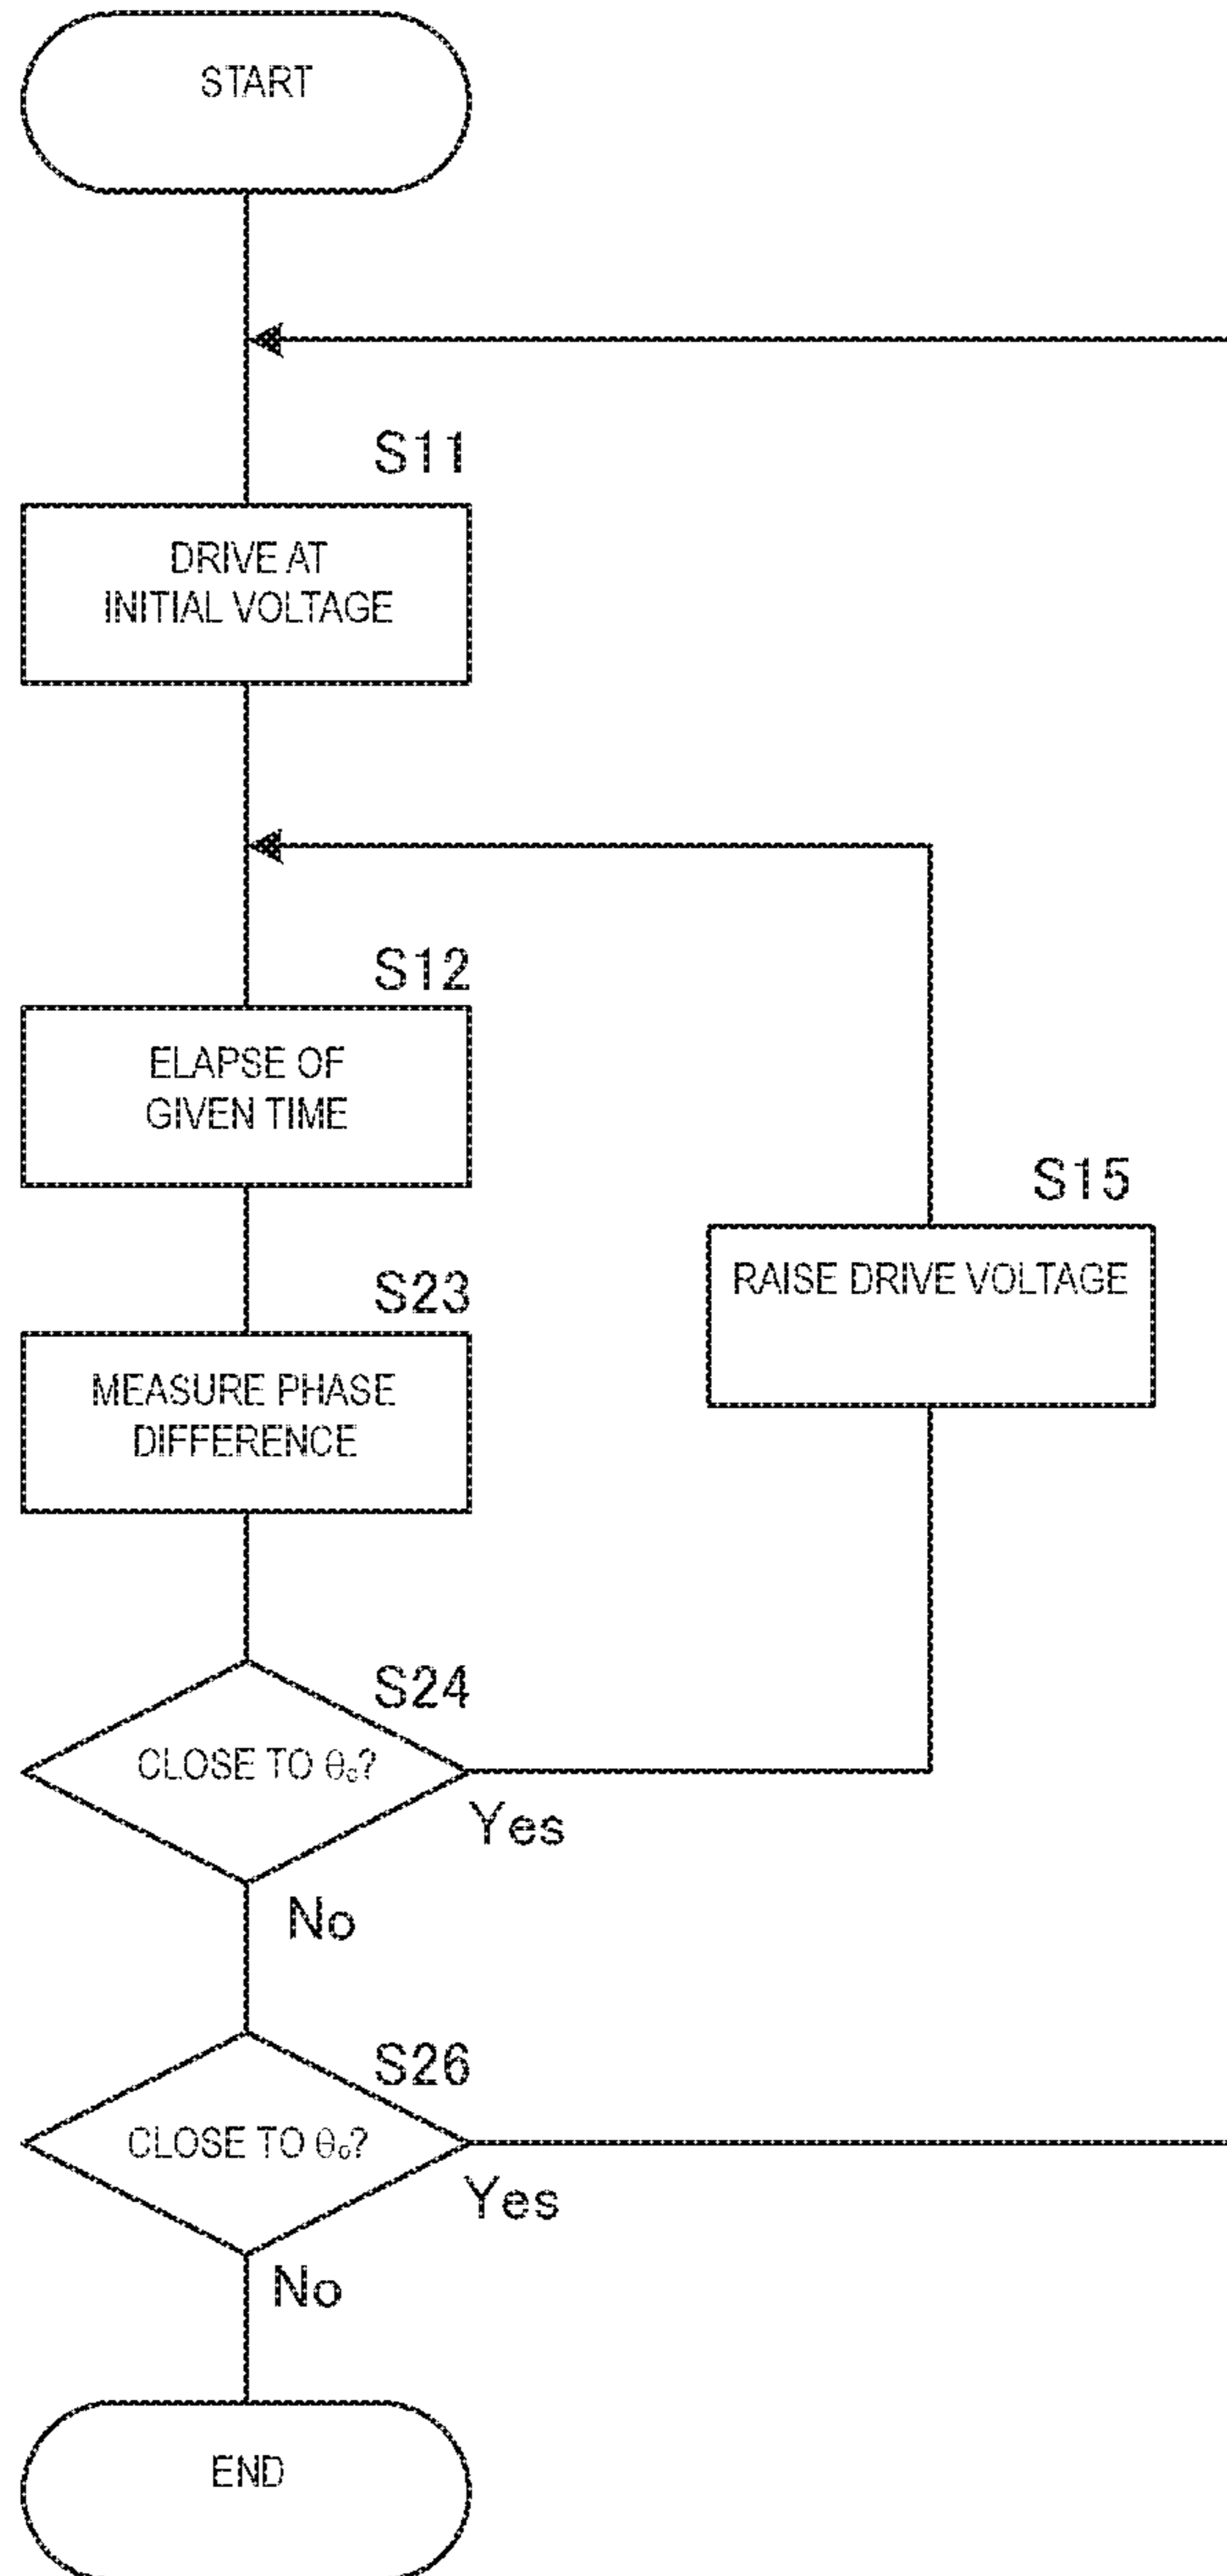 START
S11
DRIVE AT
INITIAL VOLTAGE
S12
ELAPSE OF
GIVEN TIME
S15
RAISE DRIVE VOLTAGE
S23
MEASURE PHASE
DIFFERENCE
S24
CLOSE TO θc?
Yes
No
S26
CLOSE TO θ₀?
Yes
No
END